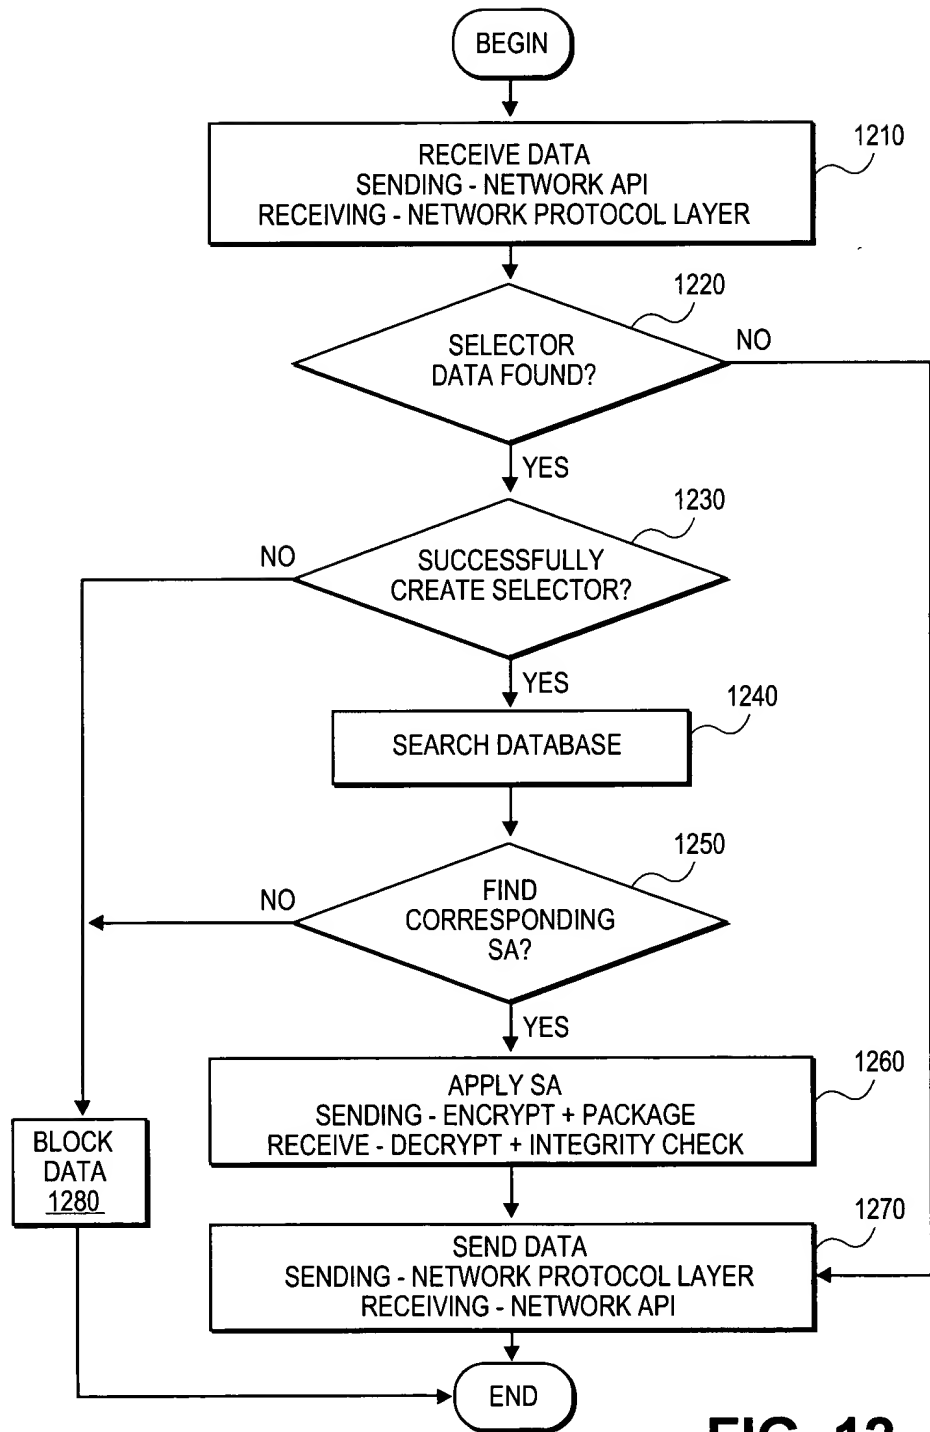 BEGIN
1210
RECEIVE DATA
SENDING - NETWORK API
RECEIVING - NETWORK PROTOCOL LAYER
1220
NO
SELECTOR
DATA FOUND?
YES
1230
NO
SUCCESSFULLY
CREATE SELECTOR?
YES
1240
SEARCH DATABASE
1250
NO
FIND
CORRESPONDING
SA?
YES
1260
APPLY SA
SENDING - ENCRYPT + PACKAGE
RECEIVE - DECRYPT + INTEGRITY CHECK
BLOCK
DATA
1280
1270
SEND DATA
SENDING - NETWORK PROTOCOL LAYER
RECEIVING - NETWORK API
END
FIG. 12